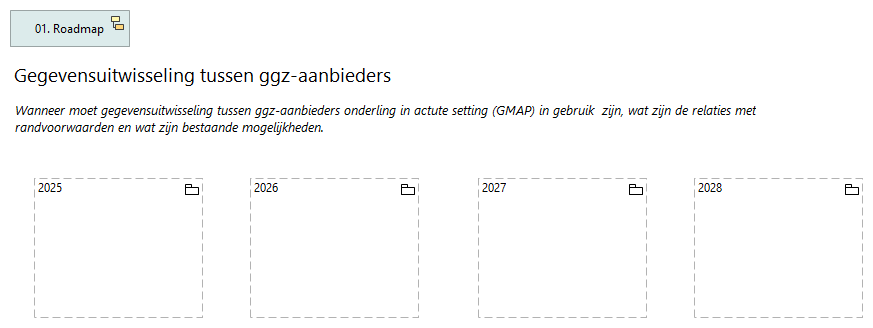 01. Roadmap
Gegevensuitwisseling tussen ggz-aanbieders
Wanneer moet gegevensuitwisseling tussen ggz-aanbieders onderling in actute setting (GMAP) in gebruik zijn, wat zijn de relaties met
randvoorwaarden en wat zijn bestaande mogelijkheden.
2025
2026
2027
2028